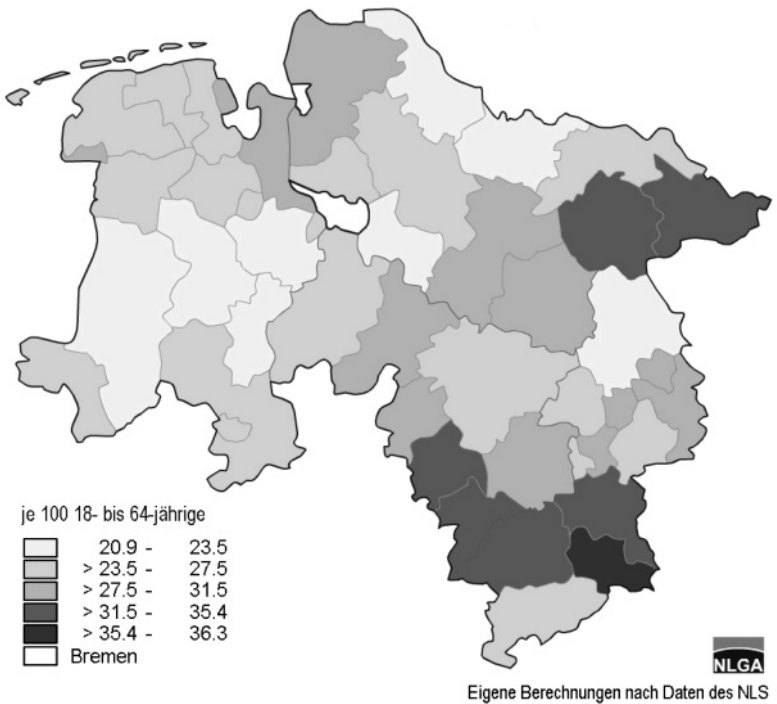 je 100 18- bis 64-jährige
20.9 - 23.5
> 23.5 - 27.5
> 27.5 - 31.5
> 31.5 - 35.4
> 35.4 - 36.3
Bremen
NLGA
Eigene Berechnungen nach Daten des NLS